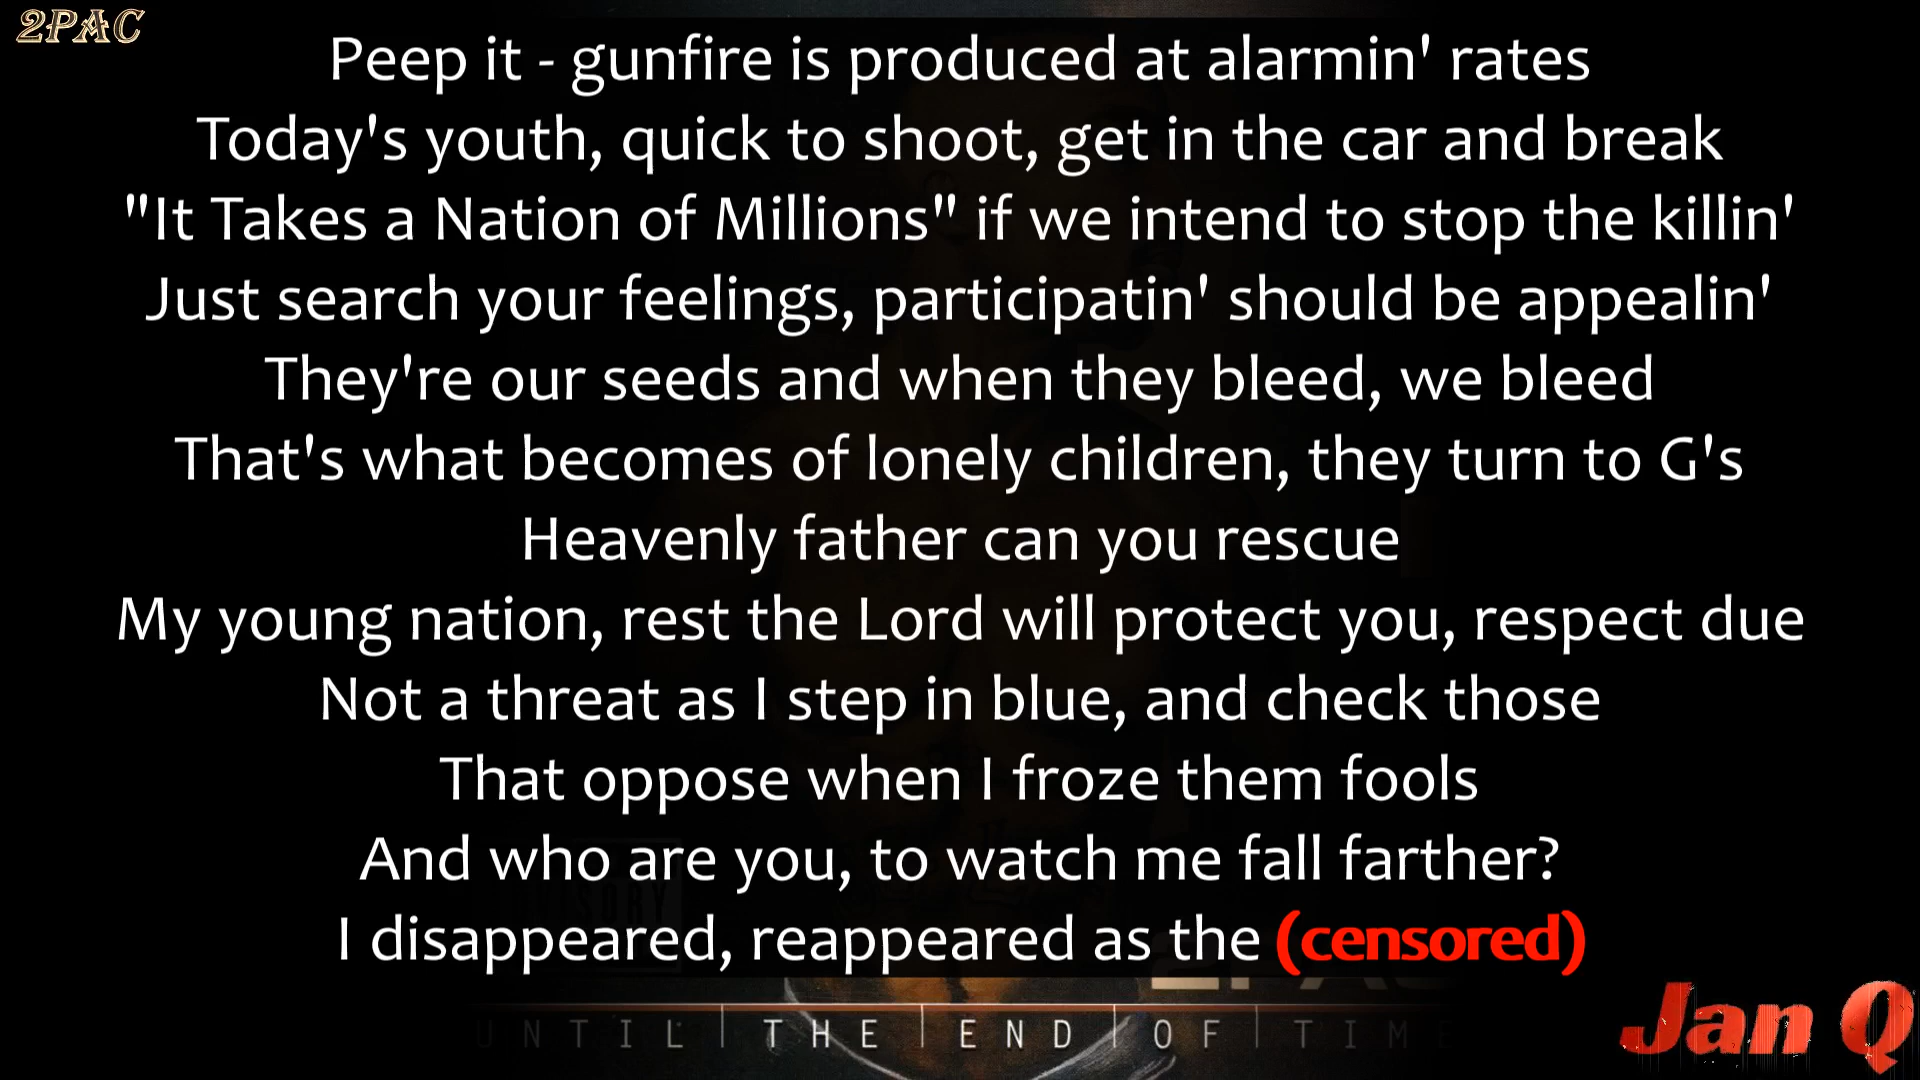 2PAC
Peep it - gunfire is produced at alarmin' rates
Today's youth, quick to shoot, get in the car and break
"It Takes a Nation of Millions" if we intend to stop the killin'
Just search your feelings, participatin' should be appealin'
They're our seeds and when they bleed, we bleed
That's what becomes of lonely children, they turn to G's
Heavenly father can you rescue
My young nation, rest the Lord will protect you, respect due
Not a threat as I step in blue, and check those
That oppose when I froze them fools
And who are you, to watch me fall farther?
I disappeared, reappeared as the (censored)
UNTIL | THE | END | OF | TIME
Jan Q